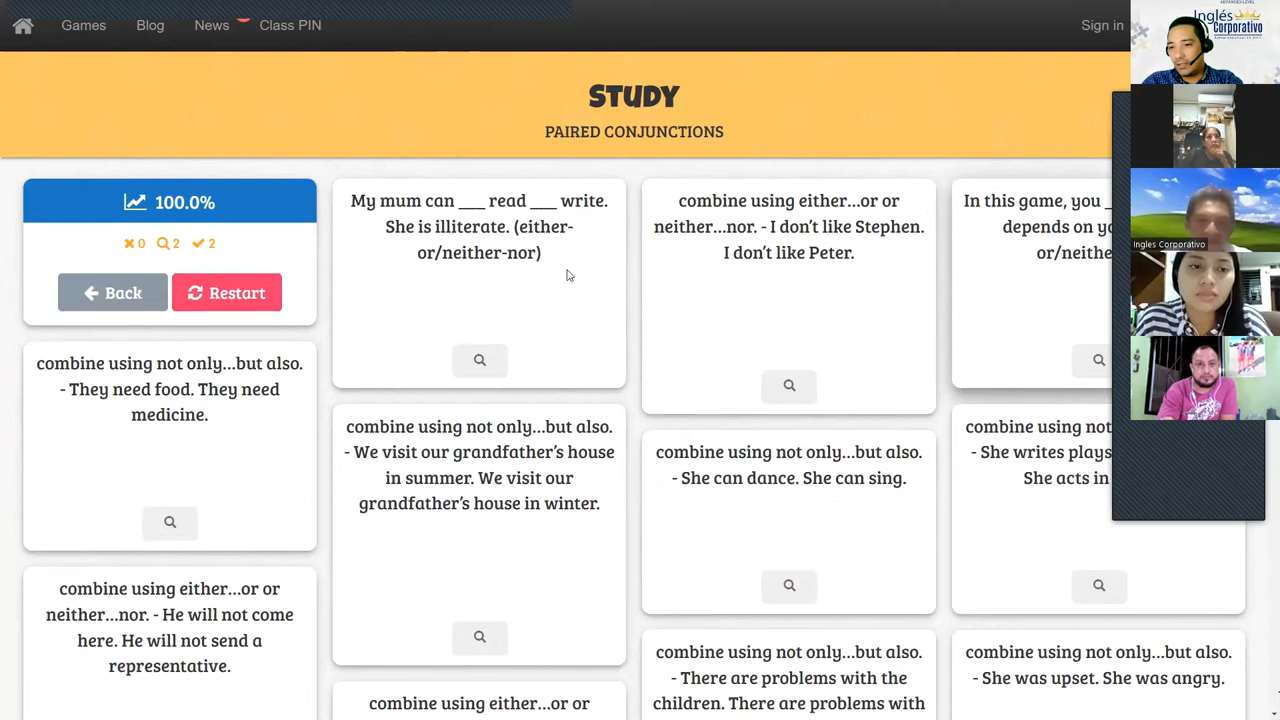 Games
Blog
News
Class PIN
Sign in
ADVANCED LEVEL
Inglés
Corporativo
STUDY
PAIRED CONJUNCTIONS
100.0%
0
2
2
Back
Restart
combine using not only...but also.
- They need food. They need
medicine.
combine using either...or or
neither...nor. - He will not come
here. He will not send a
representative.
My mum can ___ read ___ write.
She is illiterate. (either-
or/neither-nor)
combine using not only...but also.
- We visit our grandfather's house
in summer. We visit our
grandfather's house in winter.
combine using either...or or
combine using either...or or
neither...nor. - I don't like Stephen.
I don't like Peter.
combine using not only...but also.
- She can dance. She can sing.
combine using not only...but also.
- There are problems with the
children. There are problems with
In this game, you
depends on
or/neithe
combine using not
- She writes plays
She acts in
combine using not only...but also.
- She was upset. She was angry.
Ingles Corporativo